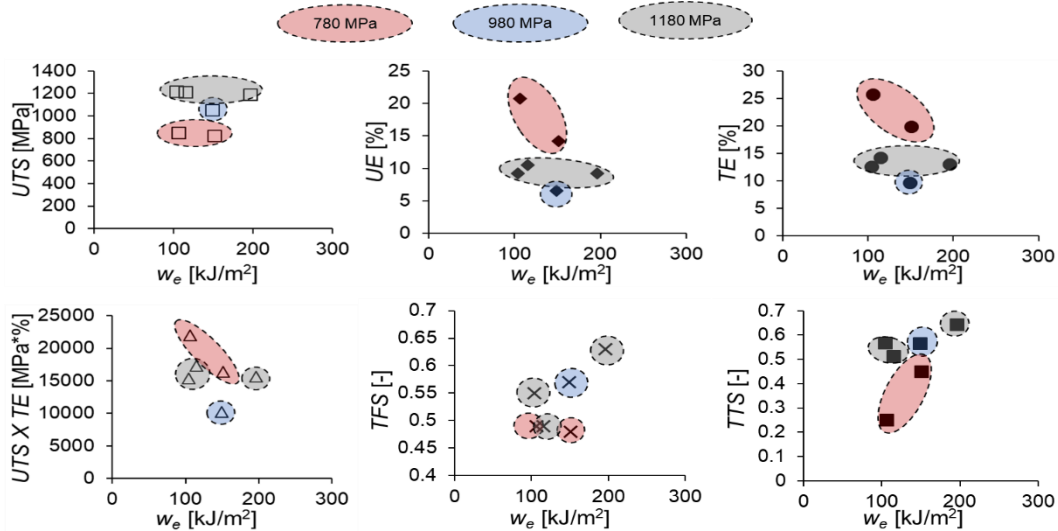 780 MPa
980 MPa
1180 MPa
UTS [MPa]
1400
1200
1000
800
600
400
200
0
0 100 200 300
we [kJ/m²]
UE [%]
25
20
15
10
5
0
0 100 200 300
we [kJ/m²]
TE [%]
30
25
20
15
10
5
0
0 100 200 300
we [kJ/m²]
UTS X TE [MPa*%]
25000
20000
15000
10000
5000
0
0 100 200 300
we [kJ/m²]
TFS [-]
0.7
0.65
0.6
0.55
0.5
0.45
0.4
0 100 200 300
we [kJ/m²]
TTS [-]
0.7
0.6
0.5
0.4
0.3
0.2
0.1
0
0 100 200 300
we [kJ/m²]